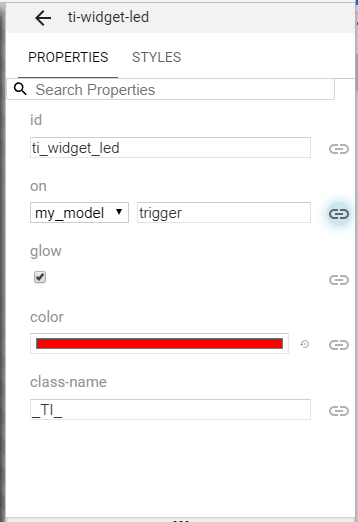 ti-widget-led
PROPERTIES STYLES
Search Properties
id
ti_widget_led
on
my_model trigger
glow
color
class-name
_TI_